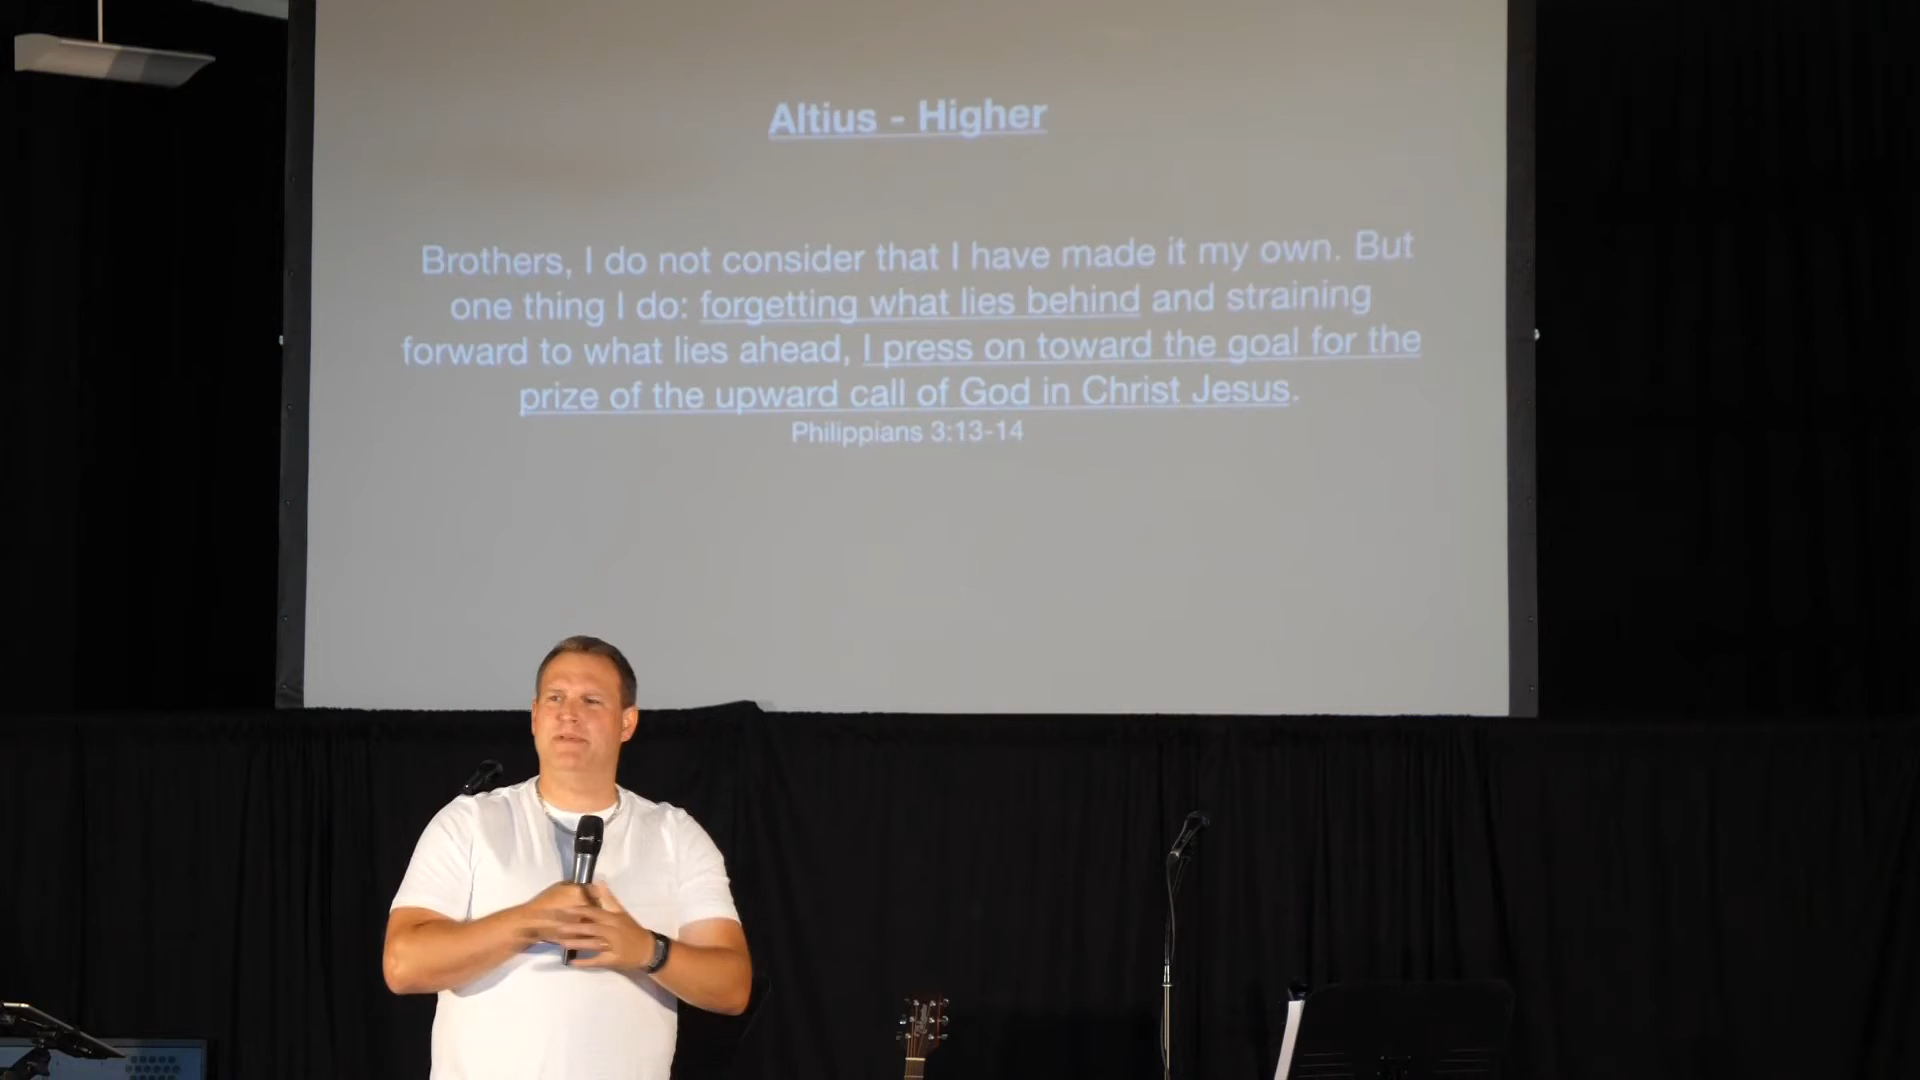 Altius - Higher
Brothers, I do not consider that I have made it my own. But
one thing I do: forgetting what lies behind and straining
forward to what lies ahead, I press on toward the goal for the
prize of the upward call of God in Christ Jesus.
Philippians 3:13-14